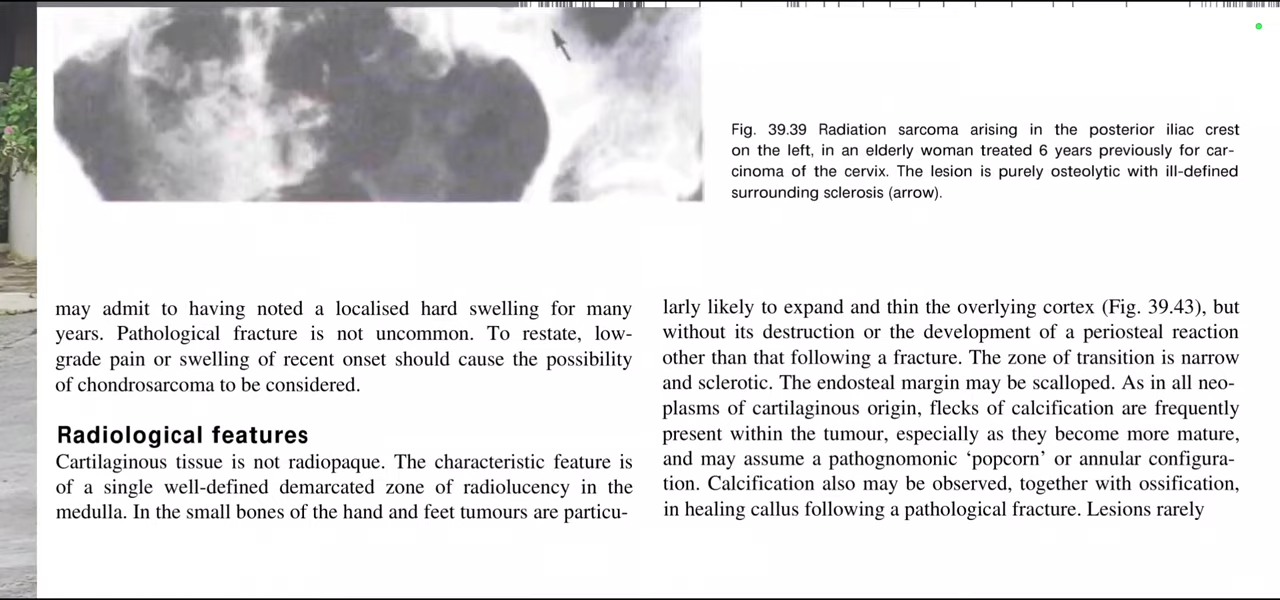 Fig. 39.39 Radiation sarcoma arising in the posterior iliac crest
on the left, in an elderly woman treated 6 years previously for car-
cinoma of the cervix. The lesion is purely osteolytic with ill-defined
surrounding sclerosis (arrow).
may admit to having noted a localised hard swelling for many
years. Pathological fracture is not uncommon. To restate, low-
grade pain or swelling of recent onset should cause the possibility
of chondrosarcoma to be considered.
Radiological features
Cartilaginous tissue is not radiopaque. The characteristic feature is
of a single well-defined demarcated zone of radiolucency in the
medulla. In the small bones of the hand and feet tumours are particu-
larly likely to expand and thin the overlying cortex (Fig. 39.43), but
without its destruction or the development of a periosteal reaction
other than that following a fracture. The zone of transition is narrow
and sclerotic. The endosteal margin may be scalloped. As in all neo-
plasms of cartilaginous origin, flecks of calcification are frequently
present within the tumour, especially as they become more mature,
and may assume a pathognomonic ‘popcorn’ or annular configura-
tion. Calcification also may be observed, together with ossification,
in healing callus following a pathological fracture. Lesions rarely